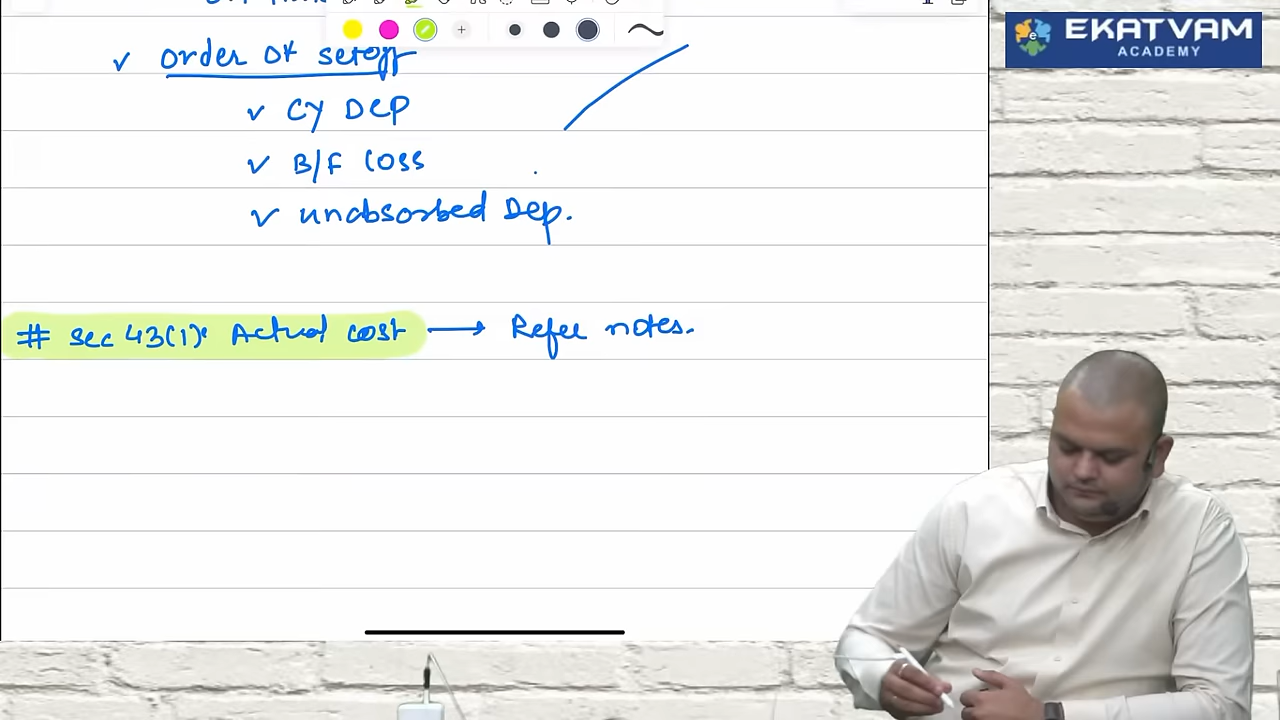 EKATVAM
ACADEMY
✓ order of setoff
✓ CY DEP
✓ B/F Loss
✓ unabsorbed Dep.
# Sec 43(1): Actual cost → Refer notes.